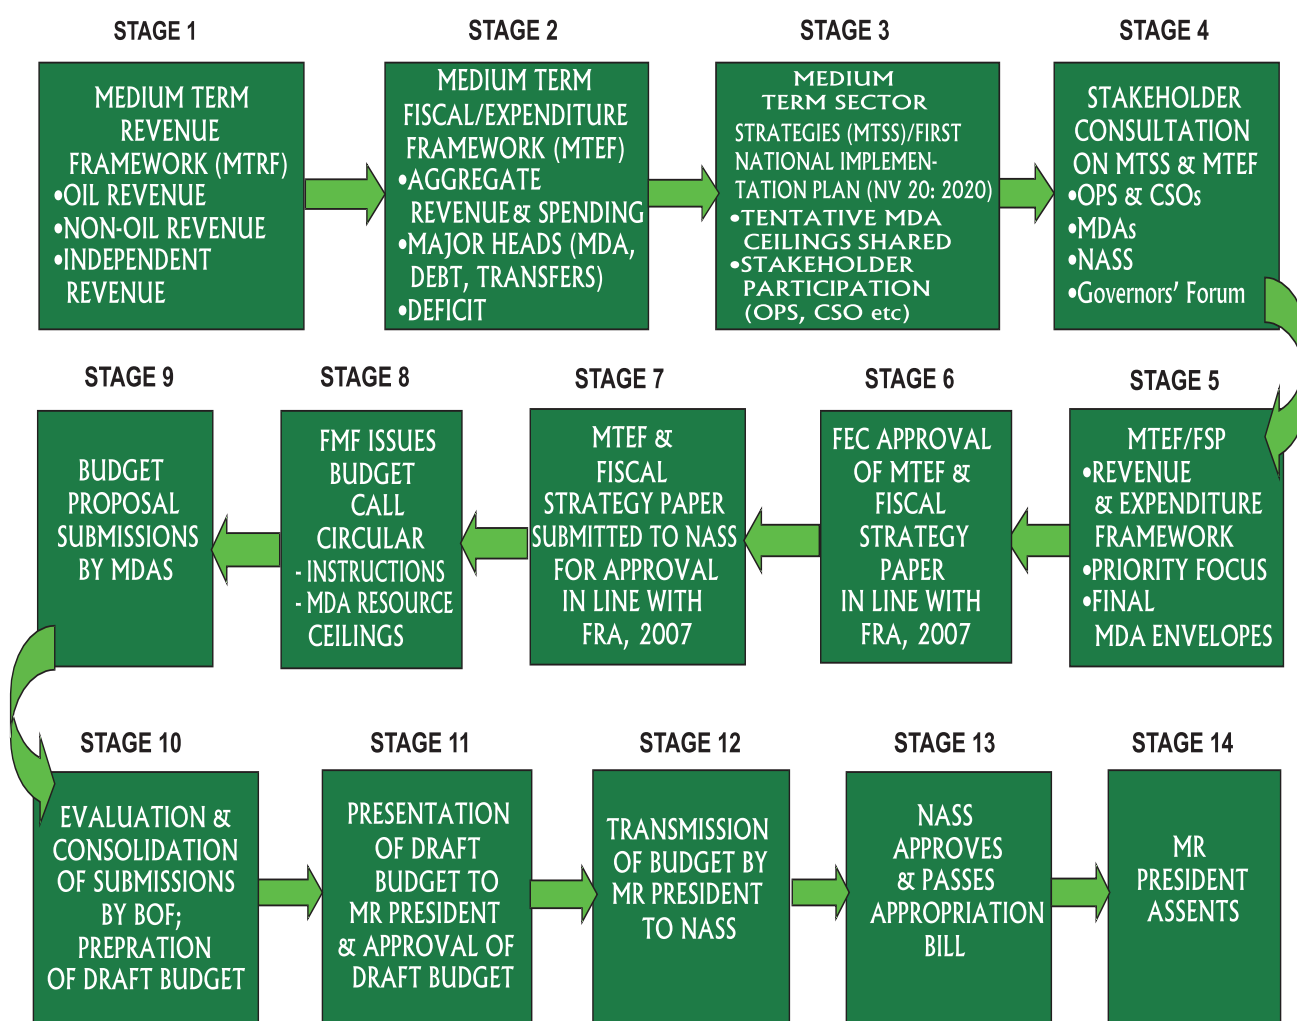 STAGE 1
MEDIUM TERM
REVENUE
FRAMEWORK (MTRF)
•OIL REVENUE
•NON-OIL REVENUE
•INDEPENDENT
REVENUE
STAGE 2
MEDIUM TERM
FISCAL/EXPENDITURE
FRAMEWORK (MTEF)
•AGGREGATE
REVENUE & SPENDING
•MAJOR HEADS (MDA,
DEBT, TRANSFERS)
•DEFICIT
STAGE 3
MEDIUM
TERM SECTOR
STRATEGIES (MTSS)/FIRST
NATIONAL IMPLEMEN-
TATION PLAN (NV 20: 2020)
•TENTATIVE MDA
CEILINGS SHARED
•STAKEHOLDER
PARTICIPATION
(OPS, CSO etc)
STAGE 4
STAKEHOLDER
CONSULTATION
ON MTSS & MTEF
•OPS & CSOs
•MDAs
•NASS
•Governors' Forum
STAGE 5
MTEF/FSP
•REVENUE
& EXPENDITURE
FRAMEWORK
•PRIORITY FOCUS
•FINAL
MDA ENVELOPES
STAGE 6
FEC APPROVAL
OF MTEF &
FISCAL
STRATEGY
PAPER
IN LINE WITH
FRA, 2007
STAGE 7
MTEF &
FISCAL
STRATEGY PAPER
SUBMITTED TO NASS
FOR APPROVAL
IN LINE WITH
FRA, 2007
STAGE 8
FMF ISSUES
BUDGET
CALL
CIRCULAR
- INSTRUCTIONS
- MDA RESOURCE
CEILINGS
STAGE 9
BUDGET
PROPOSAL
SUBMISSIONS
BY MDAS
STAGE 10
EVALUATION &
CONSOLIDATION
OF SUBMISSIONS
BY BOF;
PREPRATION
OF DRAFT BUDGET
STAGE 11
PRESENTATION
OF DRAFT
BUDGET TO
MR PRESIDENT
& APPROVAL OF
DRAFT BUDGET
STAGE 12
TRANSMISSION
OF BUDGET BY
MR PRESIDENT
TO NASS
STAGE 13
NASS
APPROVES
& PASSES
APPROPRIATION
BILL
STAGE 14
MR
PRESIDENT
ASSENTS